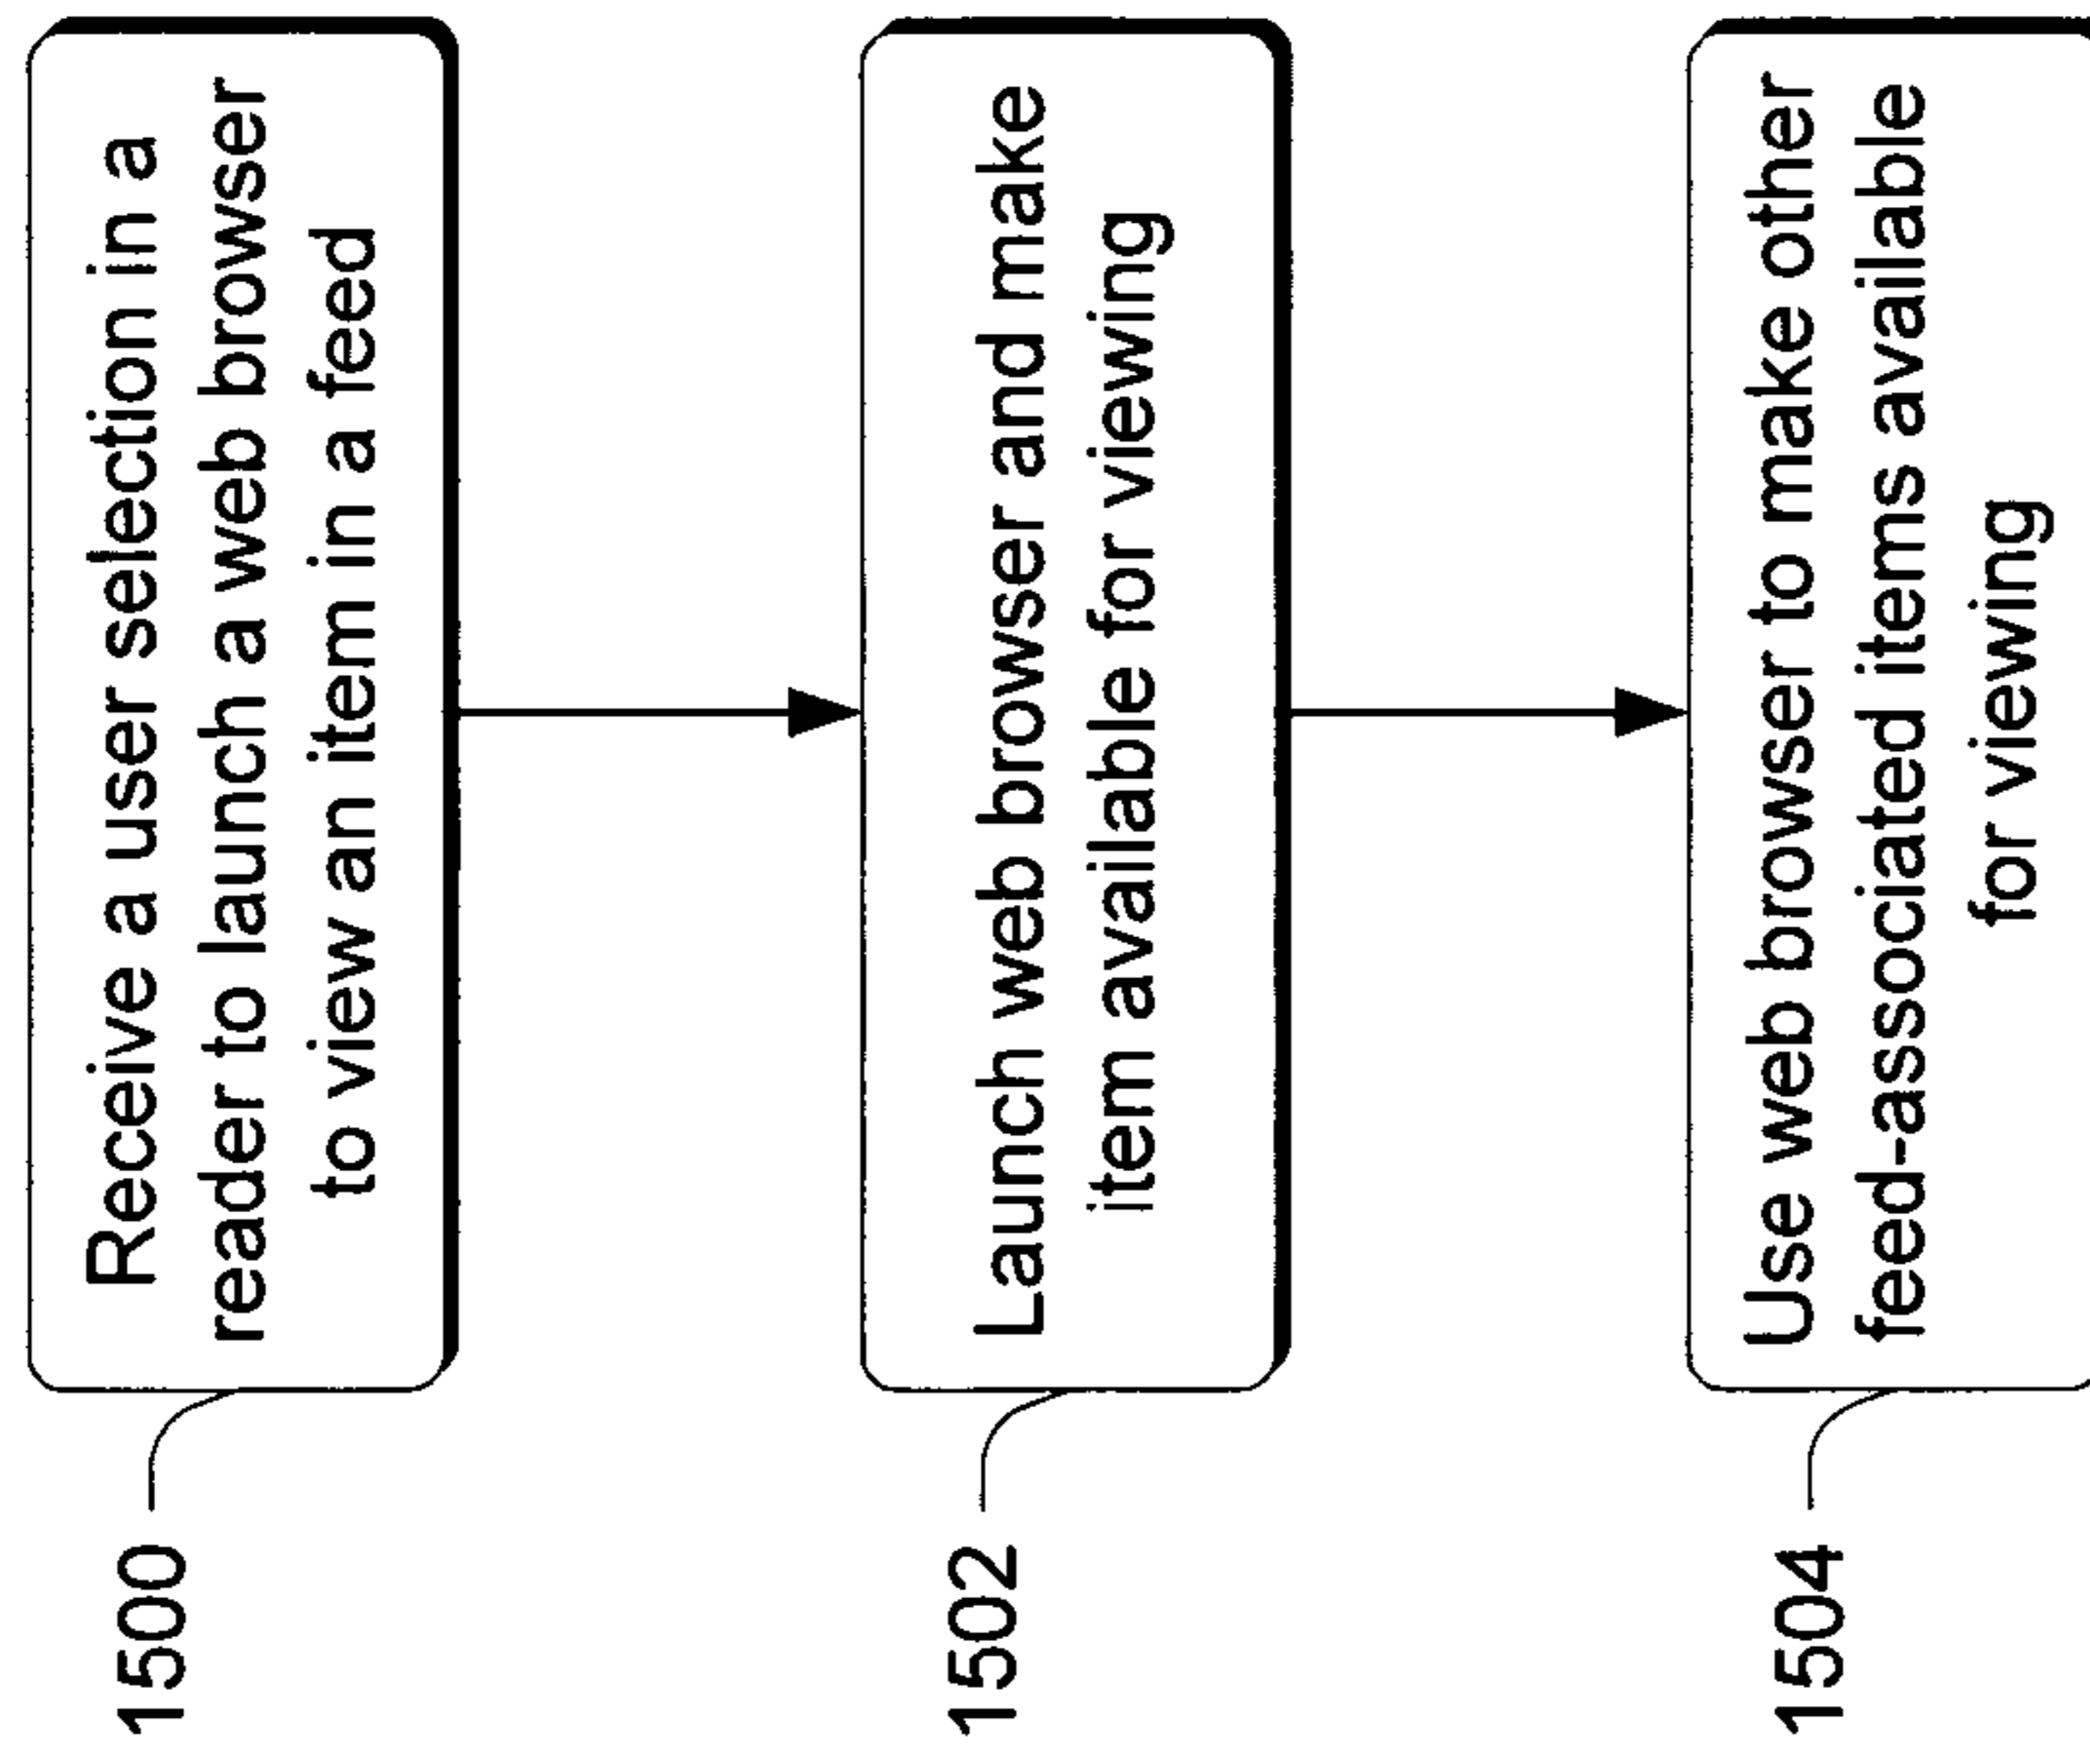 1500
Receive a user selection in a
reader to launch a web browser
to view an item in a feed
1502
Launch web browser and make
item available for viewing
1504
Use web browser to make other
feed-associated items available
for viewing